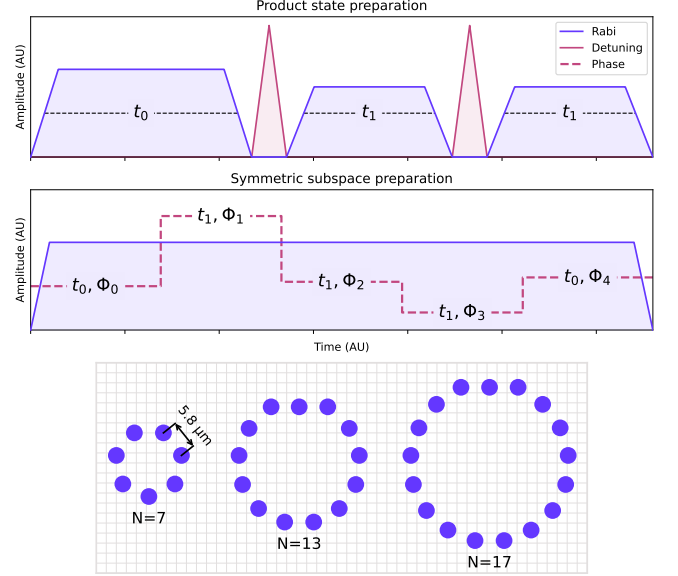 Product state preparation
Amplitude (AU)
Rabi
Detuning
Phase
t₀
t₁
t₁
Symmetric subspace preparation
Amplitude (AU)
t₀, Φ₀
t₁, Φ₁
t₁, Φ₂
t₁, Φ₃
t₀, Φ₄
Time (AU)
5.8 μm
N=7
N=13
N=17